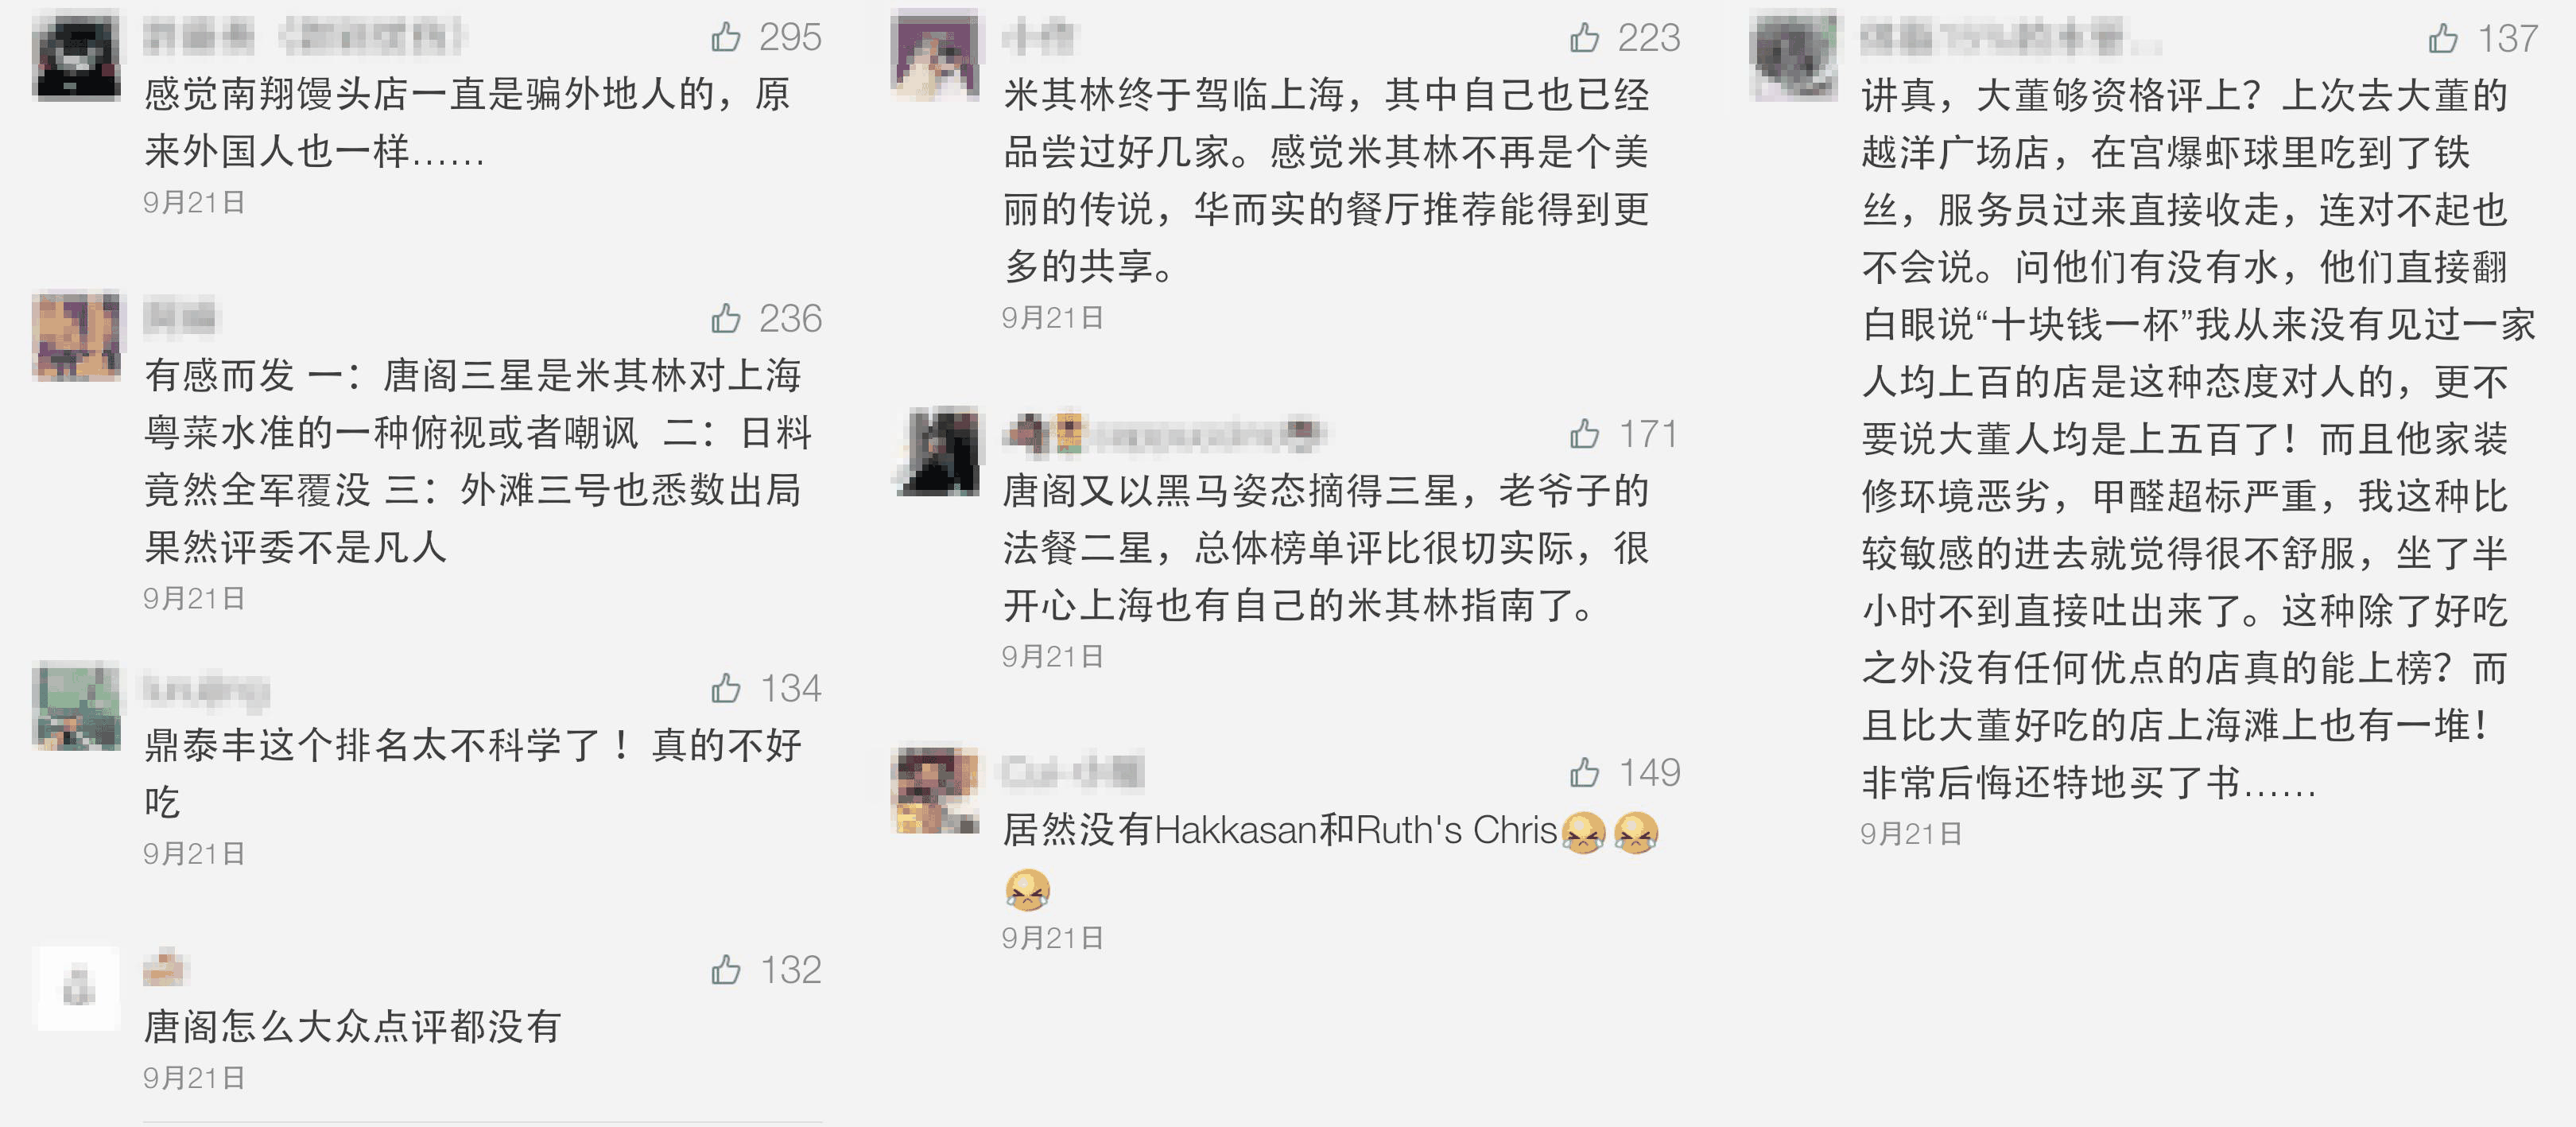 295
感觉南翔馒头店一直是骗外地人的，原
来外国人也一样……
9月21日
236
有感而发 一：唐阁三星是米其林对上海
粤菜水准的一种俯视或者嘲讽 二：日料
竟然全军覆没 三：外滩三号也悉数出局
果然评委不是凡人
9月21日
134
鼎泰丰这个排名太不科学了！真的不好
吃
9月21日
132
唐阁怎么大众点评都没有
9月21日
223
米其林终于驾临上海，其中自己也已经
品尝过好几家。感觉米其林不再是个美
丽的传说，华而实的餐厅推荐能得到更
多的共享。
9月21日
171
唐阁又以黑马姿态摘得三星，老爷子的
法餐二星，总体榜单评比很切实际，很
开心上海也有自己的米其林指南了。
9月21日
149
居然没有Hakkasan和Ruth's Chris😣😣
😣
9月21日
137
讲真，大董够资格评上？上次去大董的
越洋广场店，在宫爆虾球里吃到了铁
丝，服务员过来直接收走，连对不起也
不会说。问他们有没有水，他们直接翻
白眼说“十块钱一杯”我从来没有见过一家
人均上百的店是这种态度对人的，更不
要说大董人均是上五百了！而且他家装
修环境恶劣，甲醛超标严重，我这种比
较敏感的进去就觉得很不舒服，坐了半
小时不到直接吐出来了。这种除了好吃
之外没有任何优点的店真的能上榜？而
且比大董好吃的店上海滩上也有一堆！
非常后悔还特地买了书……
9月21日